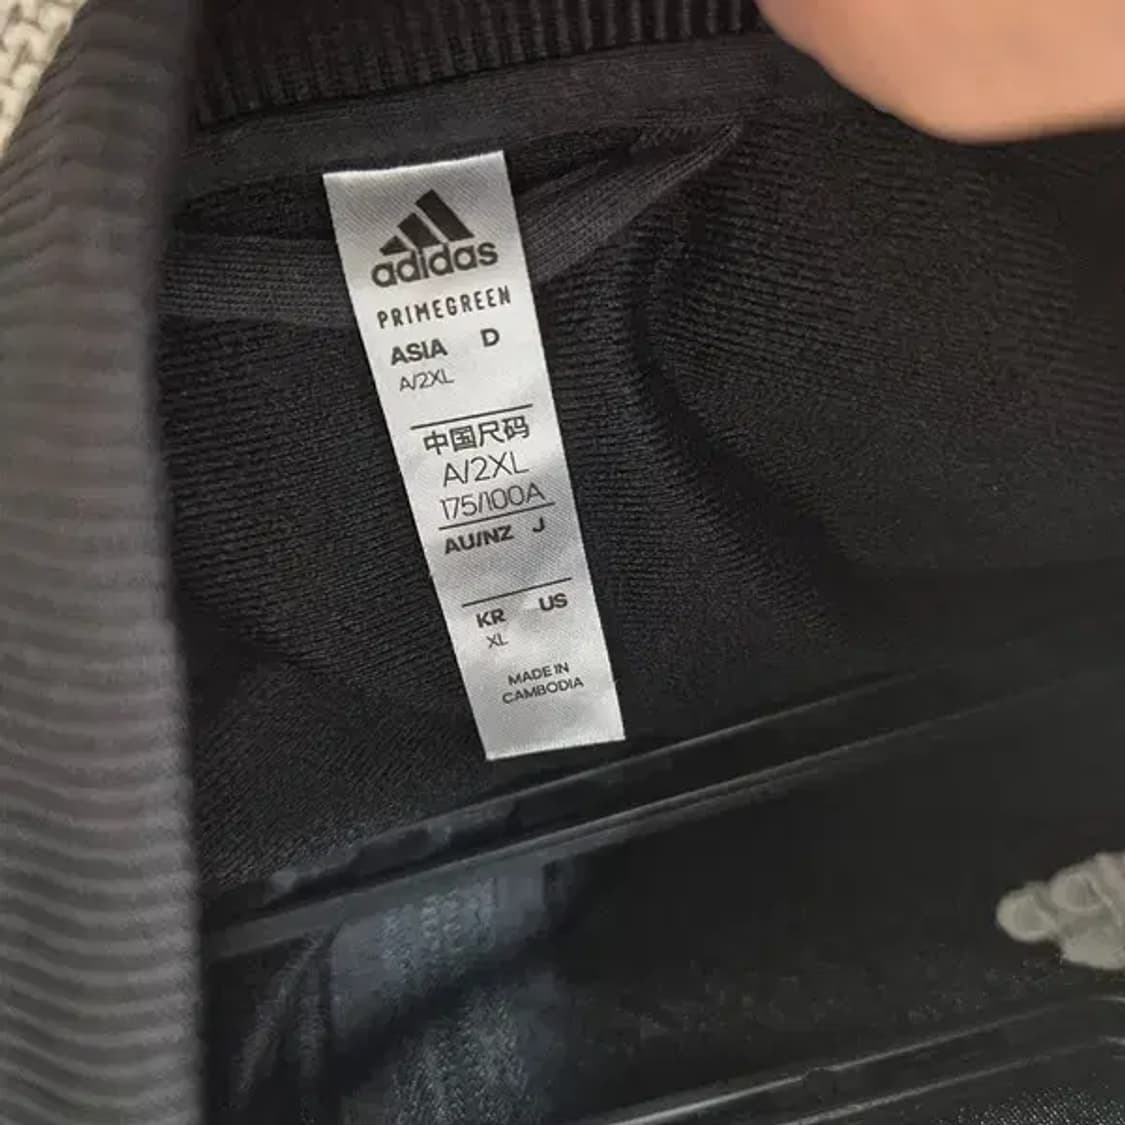 adidas
PRIMEGREEN
ASIA D
A/2XL
中国尺码
A/2XL
175/100A
AU/NZ J
KR US
XL
MADE IN
CAMBODIA